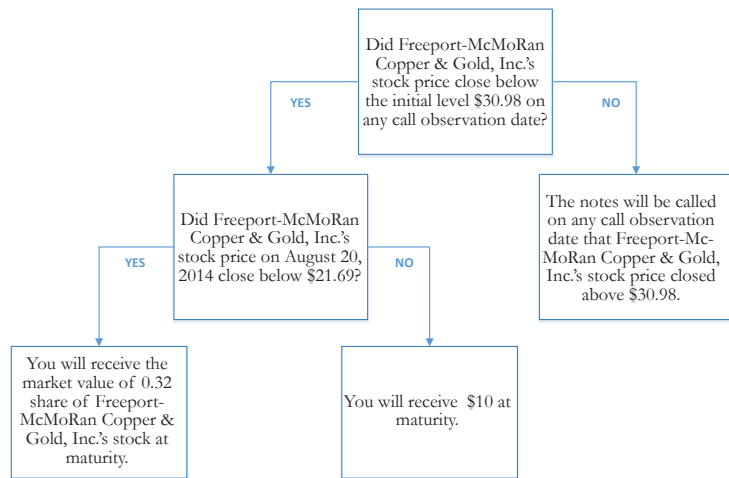 Did Freeport-McMoRan
Copper & Gold, Inc.'s
stock price close below
the initial level $30.98 on
any call observation date?
YES
NO
Did Freeport-McMoRan
Copper & Gold, Inc.'s
stock price on August 20,
2014 close below $21.69?
The notes will be called
on any call observation
date that Freeport-Mc-
MoRan Copper & Gold,
Inc.'s stock price closed
above $30.98.
YES
NO
You will receive the
market value of 0.32
share of Freeport-
McMoRan Copper &
Gold, Inc.'s stock at
maturity.
You will receive $10 at
maturity.